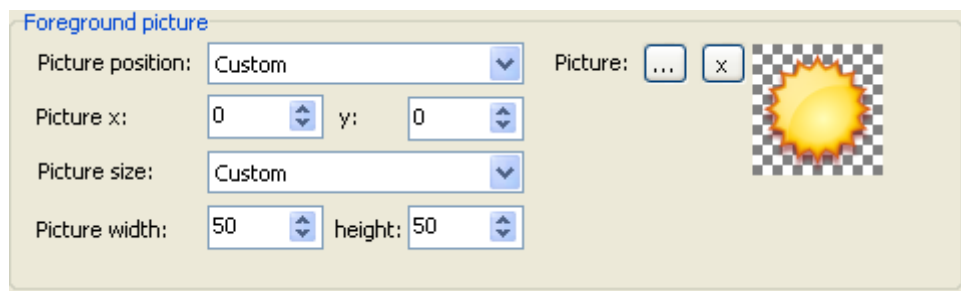 Foreground picture
Picture position: Custom Picture: ... x
Picture x: 0 y: 0
Picture size: Custom
Picture width: 50 height: 50